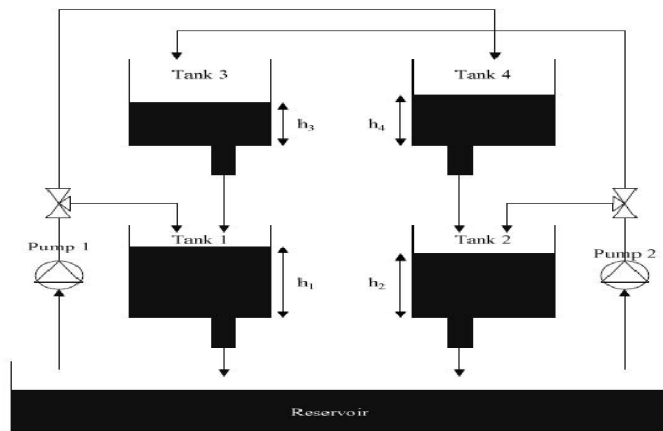 Tank 3
Tank 4
h3
h4
Pump 1
Tank 1
Tank 2
Pump 2
h1
h2
Reservoir